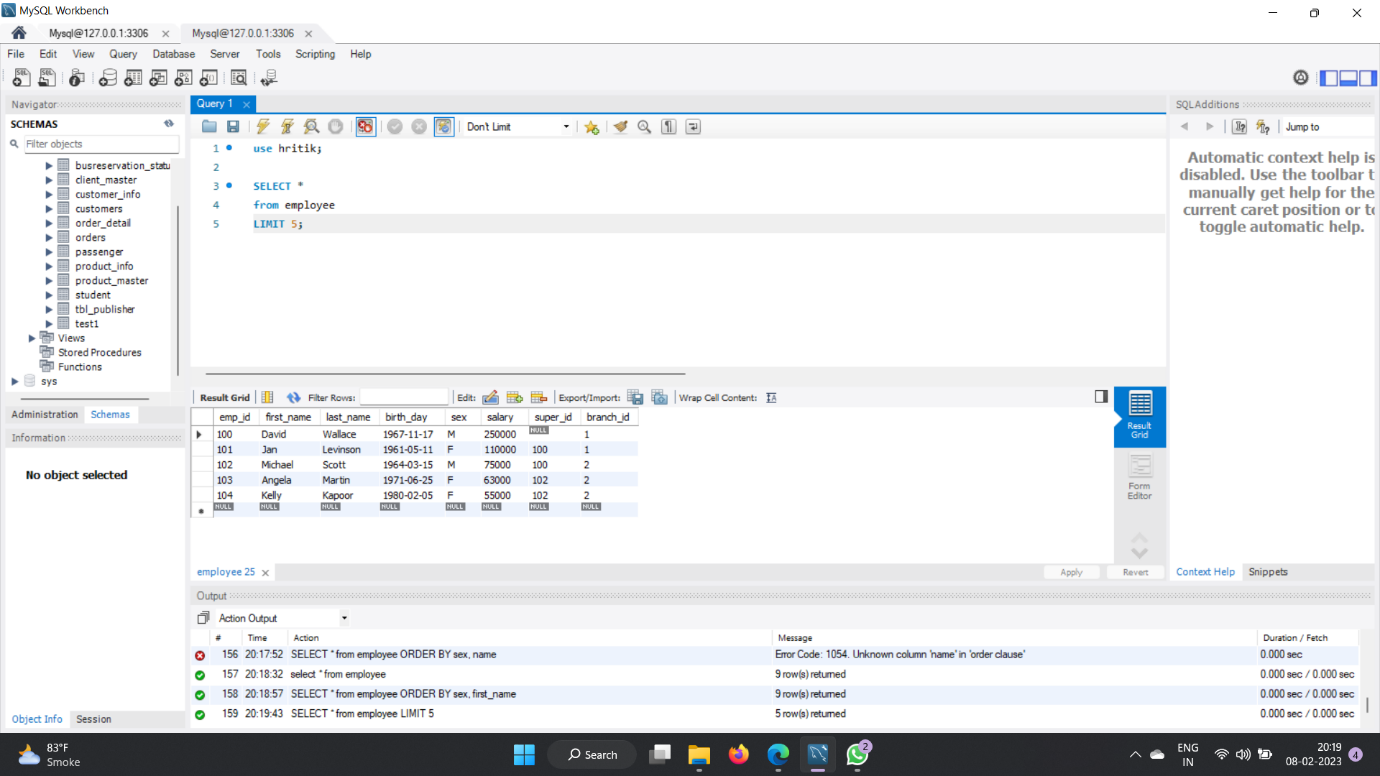 MySQL Workbench
Mysql@127.0.0.1:3306 Mysql@127.0.0.1:3306
File Edit View Query Database Server Tools Scripting Help
Navigator
SCHEMAS
Filter objects
busreservation_statu
client_master
customer_info
customers
order_detail
orders
passenger
product_info
product_master
student
tbl_publisher
test1
Views
Stored Procedures
Functions
sys
Administration Schemas
Information
No object selected
Object Info Session
Query 1
Don't Limit
1 use hritik;
2
3 SELECT *
4 from employee
5 LIMIT 5;
SQLAdditions
Jump to
Automatic context help is
disabled. Use the toolbar t
manually get help for the
current caret position or to
toggle automatic help.
Context Help Snippets
Result Grid Filter Rows: Edit: Export/Import: Wrap Cell Content:
emp_id first_name last_name birth_day sex salary super_id branch_id
100 David Wallace 1967-11-17 M 250000 NULL 1
101 Jan Levinson 1961-05-11 F 110000 100 1
102 Michael Scott 1964-03-15 M 75000 100 2
103 Angela Martin 1971-06-25 F 63000 102 2
104 Kelly Kapoor 1980-02-05 F 55000 102 2
NULL NULL NULL NULL NULL NULL NULL NULL
Result
Grid
Form
Editor
employee 25 Apply Revert
Output
Action Output
# Time Action Message Duration / Fetch
156 20:17:52 SELECT * from employee ORDER BY sex, name Error Code: 1054. Unknown column 'name' in 'order clause' 0.000 sec
157 20:18:32 select * from employee 9 row(s) returned 0.000 sec / 0.000 sec
158 20:18:57 SELECT * from employee ORDER BY sex, first_name 9 row(s) returned 0.000 sec / 0.000 sec
159 20:19:43 SELECT * from employee LIMIT 5 5 row(s) returned 0.000 sec / 0.000 sec
83°F
Smoke
Search
2
ENG
IN
20:19
08-02-2023
4